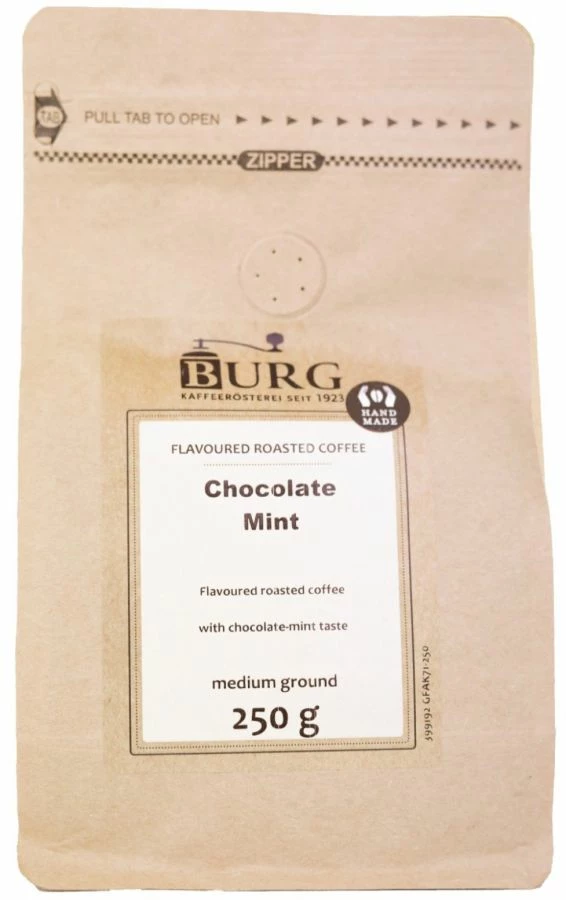 TAB PULL TAB TO OPEN
ZIPPER
BURG
KAFFEERÖSTEREI SEIT 1923
HAND
MADE
FLAVOURED ROASTED COFFEE
Chocolate
Mint
Flavoured roasted coffee
with chocolate-mint taste
medium ground
250 g
399192 GFAK71-250